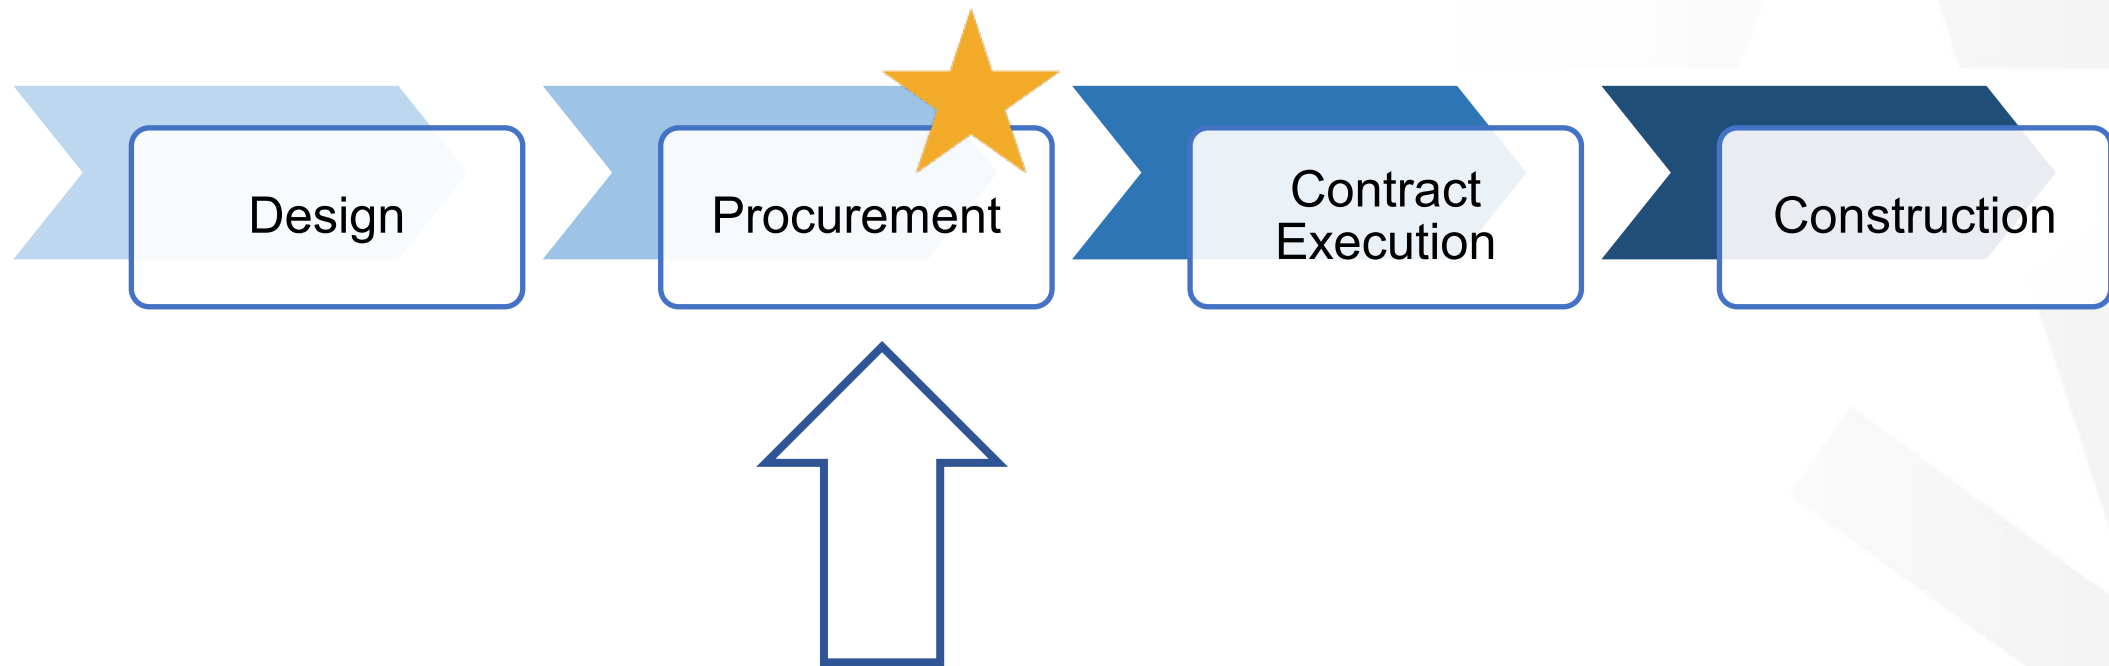 Design
Procurement
Contract
Execution
Construction